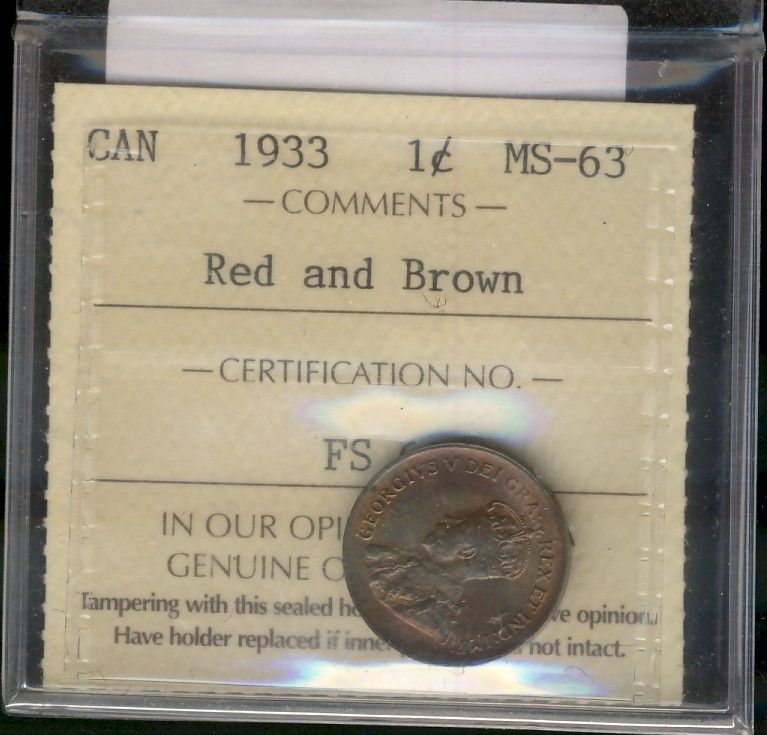 CAN 1933 1¢ MS-63
— COMMENTS —
Red and Brown
— CERTIFICATION NO. —
FS
IN OUR OPI
GENUINE O
Tampering with this sealed ho ve opinion.
Have holder replaced if inne not intact.
GEORGIVS V DEI GRA: REX ET IND:IMP: